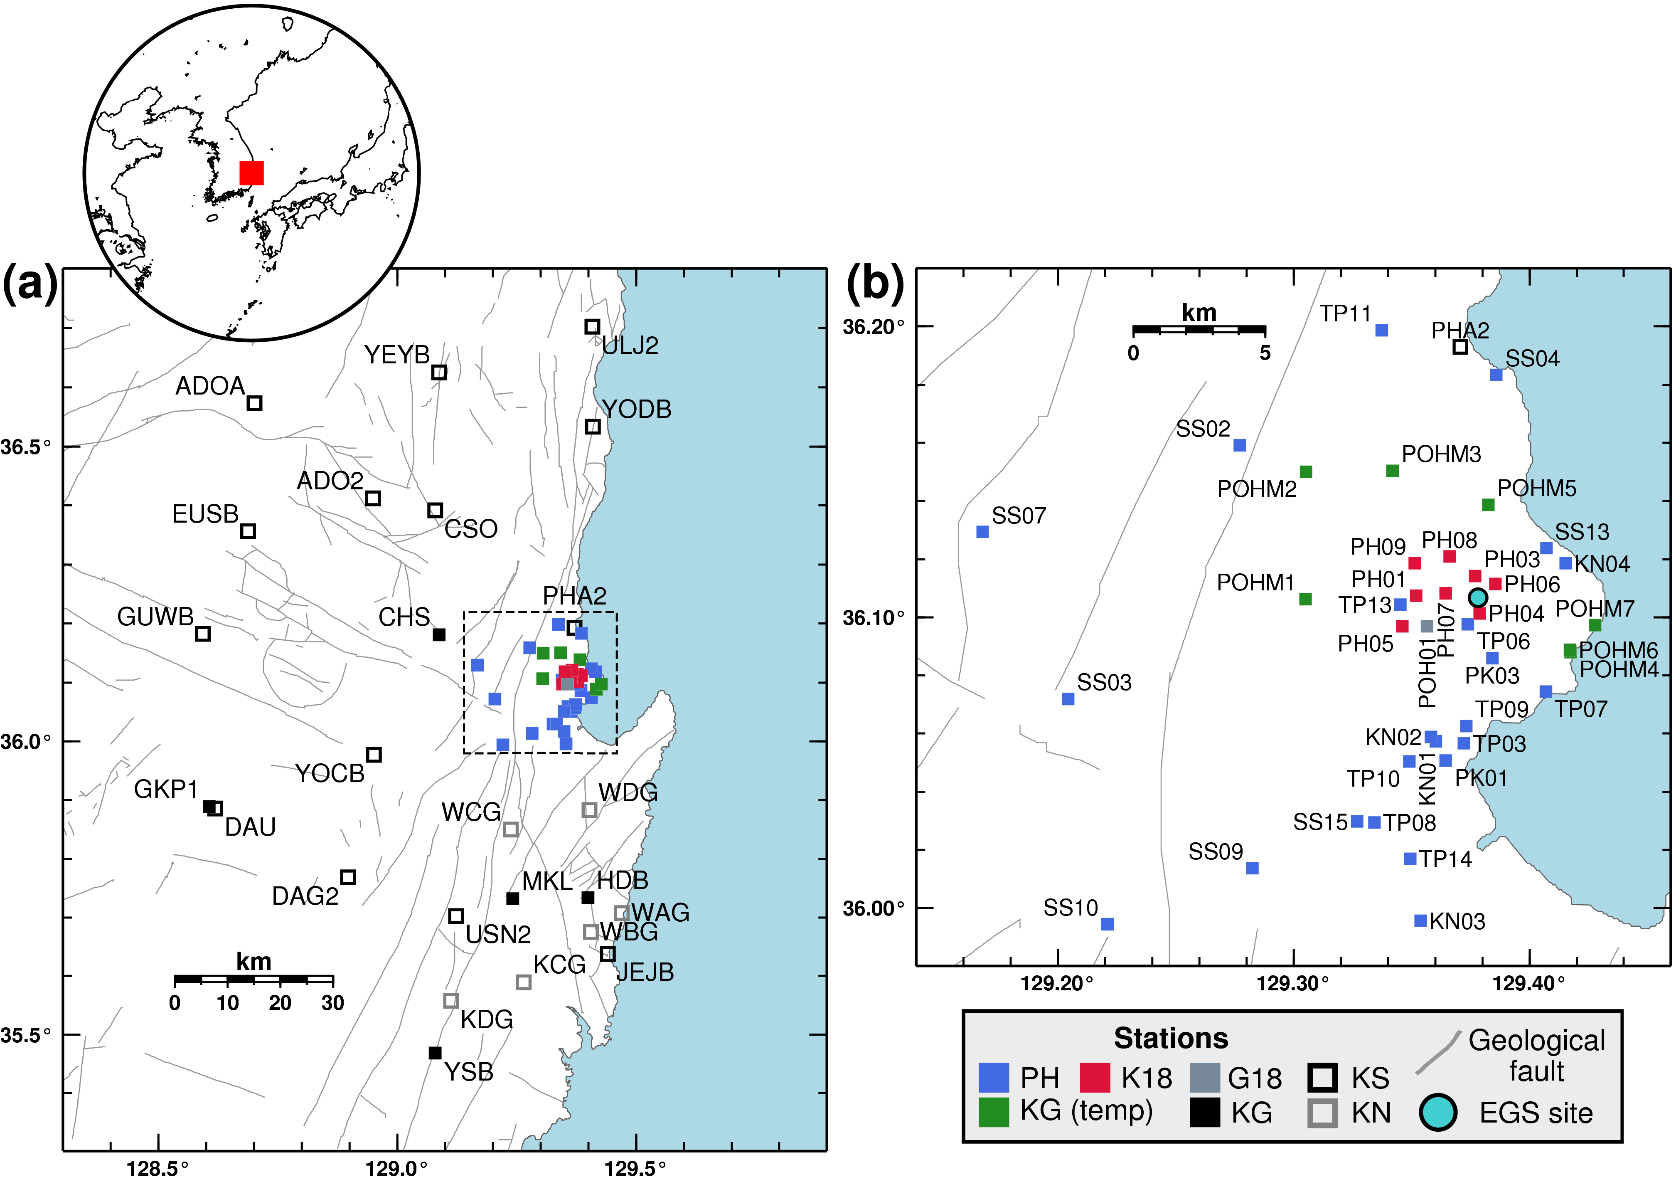 (a)
ULJ2
YEYB
ADOA
YODB
36.5°
ADO2
EUSB
CSO
PHA2
GUWB
CHS
36.0°
YOCB
GKP1
DAU
WDG
WCG
DAG2
MKL
HDB
WAG
USN2
WBG
KCG
JEJB
km
0 10 20 30
KDG
35.5°
YSB
128.5° 129.0° 129.5°
(b)
km
0 5
TP11
36.20°
PHA2
SS04
SS02
POHM3
POHM2
POHM5
SS07
SS13
PH08
PH09
PH03
KN04
PH01
POHM1
PH06
TP13
POHM7
PH04
36.10°
PH05
PH07
TP06
POHM6
POH01
PK03
POHM4
SS03
TP09
TP07
KN02
TP03
TP10
KN01
PK01
SS15
TP08
SS09
TP14
SS10
36.00°
KN03
129.20° 129.30° 129.40°
Stations
Geological
fault
PH
K18
G18
KS
KG (temp)
KG
KN
EGS site